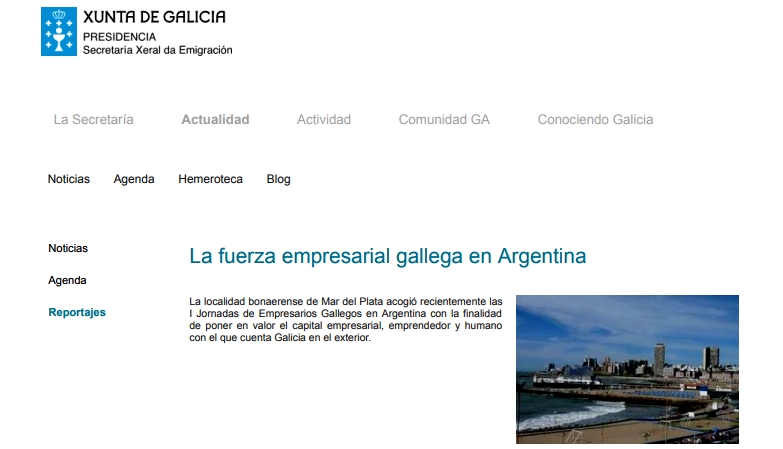 XUNTA DE GALICIA
PRESIDENCIA
Secretaría Xeral da Emigración
La Secretaría Actualidad Actividad Comunidad GA Conociendo Galicia
Noticias Agenda Hemeroteca Blog
Noticias
Agenda
Reportajes
La fuerza empresarial gallega en Argentina
La localidad bonaerense de Mar del Plata acogió recientemente las
I Jornadas de Empresarios Gallegos en Argentina con la finalidad
de poner en valor el capital empresarial, emprendedor y humano
con el que cuenta Galicia en el exterior.